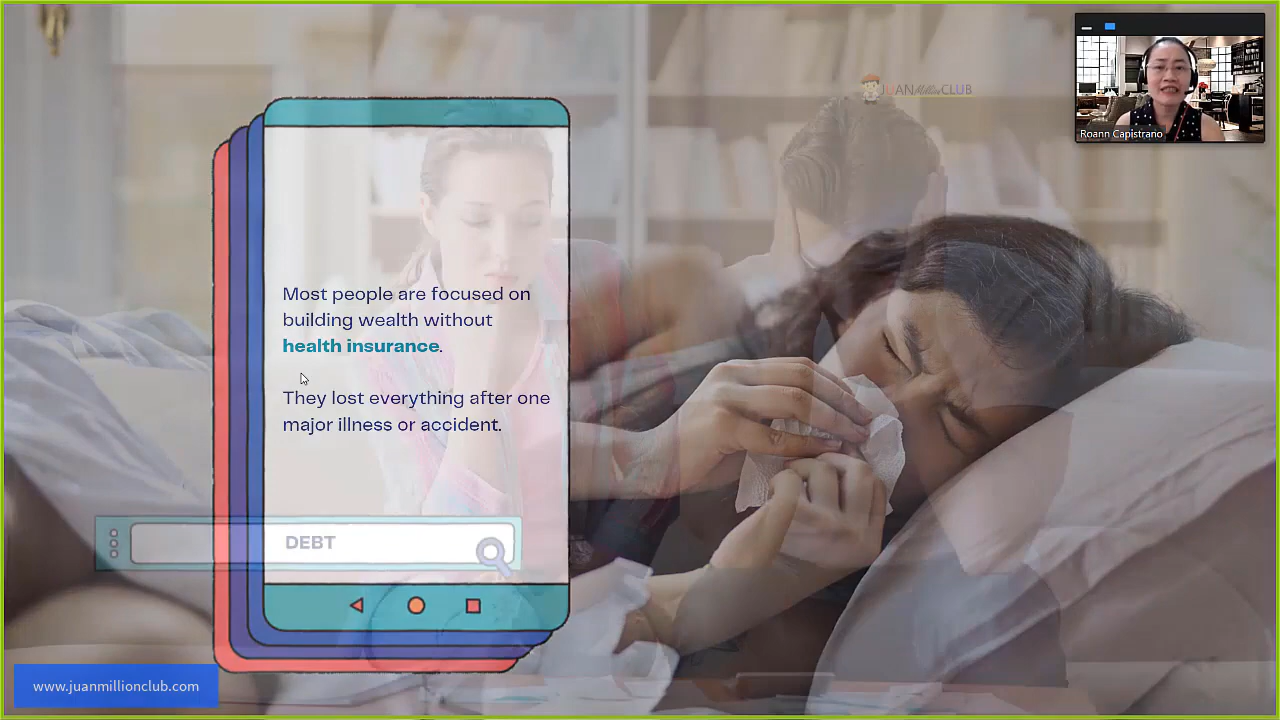 JUAN Million CLUB
Roann Capistrano
Most people are focused on
building wealth without
health insurance.
They lost everything after one
major illness or accident.
DEBT
www.juanmillionclub.com